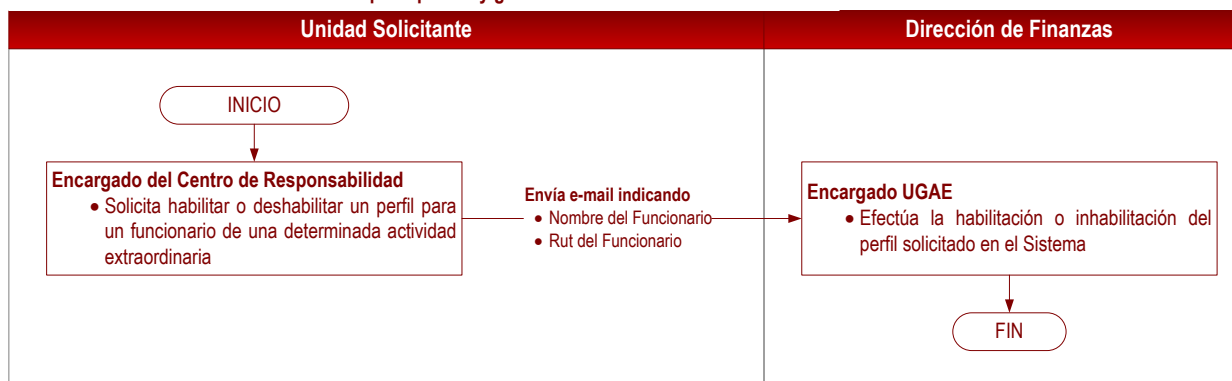 Unidad Solicitante
Dirección de Finanzas
INICIO
Encargado del Centro de Responsabilidad
● Solicita habilitar o deshabilitar un perfil para
un funcionario de una determinada actividad
extraordinaria
Envía e-mail indicando
● Nombre del Funcionario
● Rut del Funcionario
Encargado UGAE
● Efectúa la habilitación o inhabilitación del
perfil solicitado en el Sistema
FIN